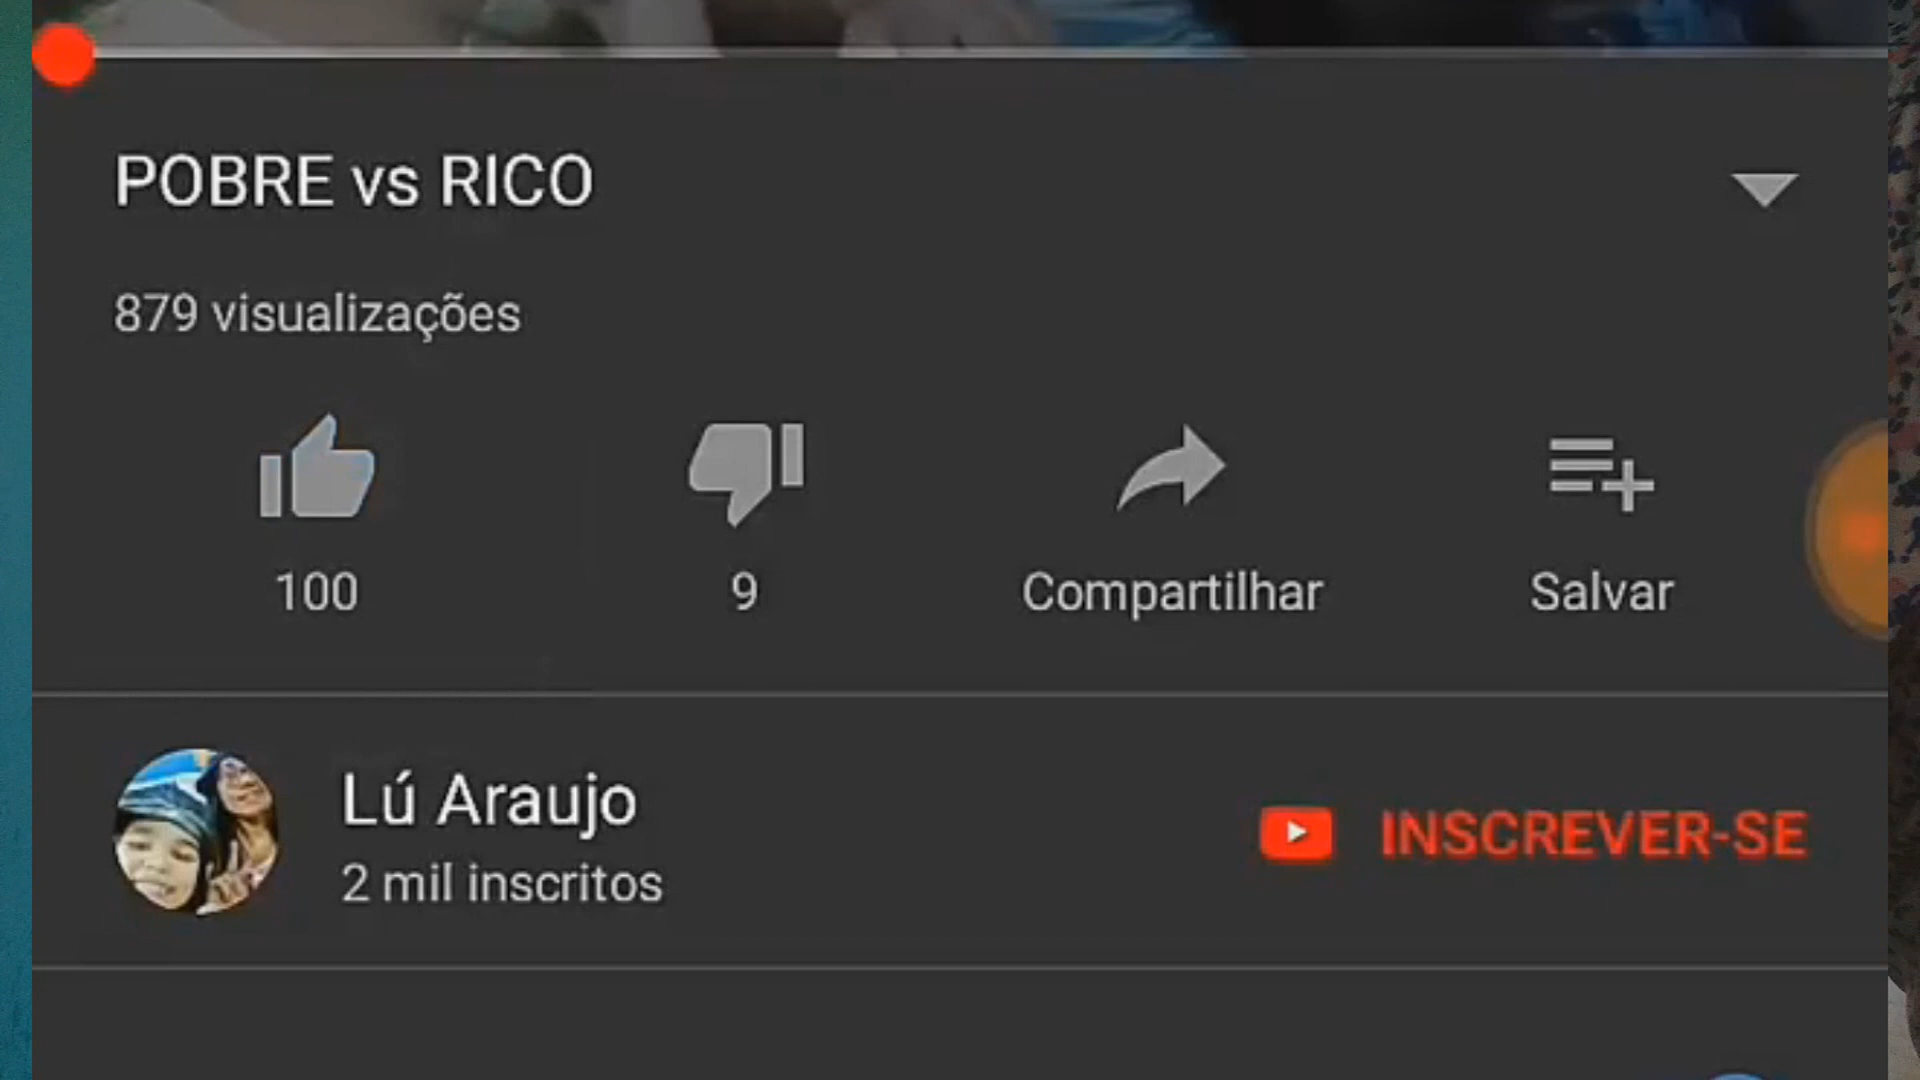 POBRE vs RICO
879 visualizações
100
9
Compartilhar
Salvar
Lú Araujo
2 mil inscritos
INSCREVER-SE